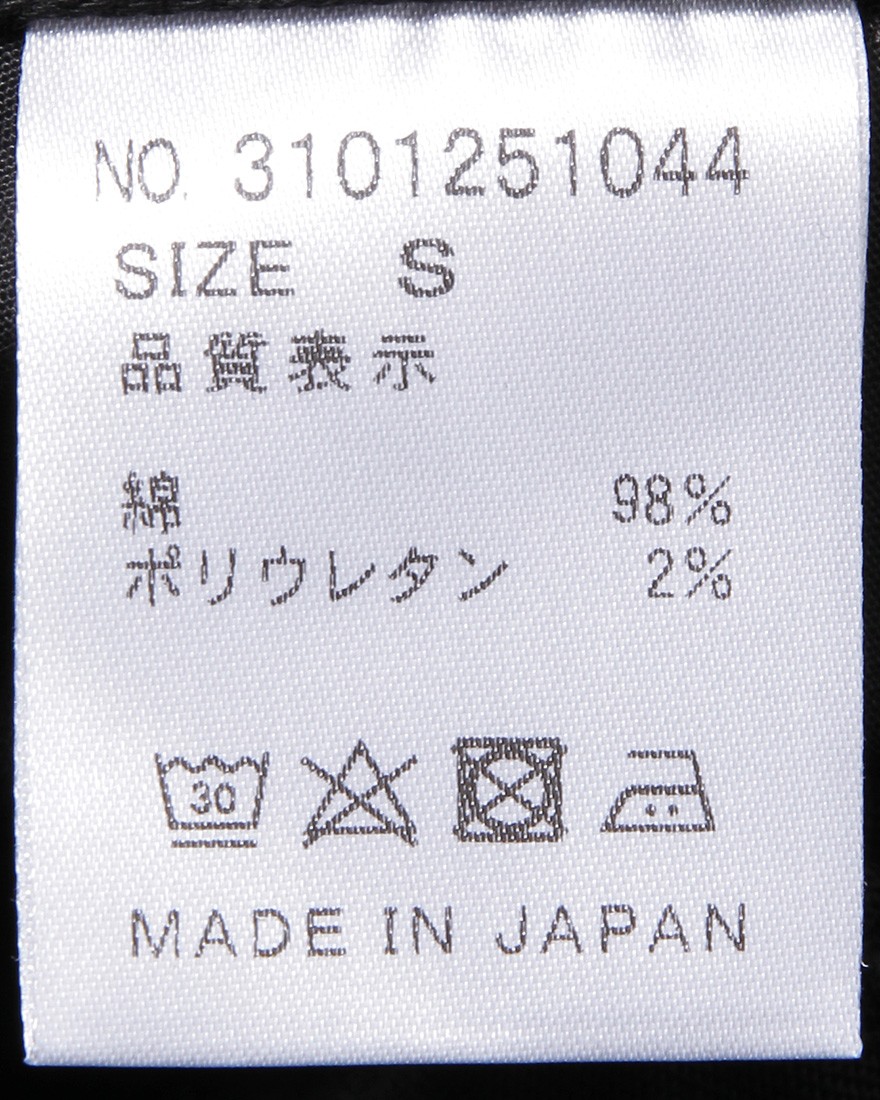 NO. 3101251044
SIZE S
品質表示
綿 98%
ポリウレタン 2%
30
MADE IN JAPAN